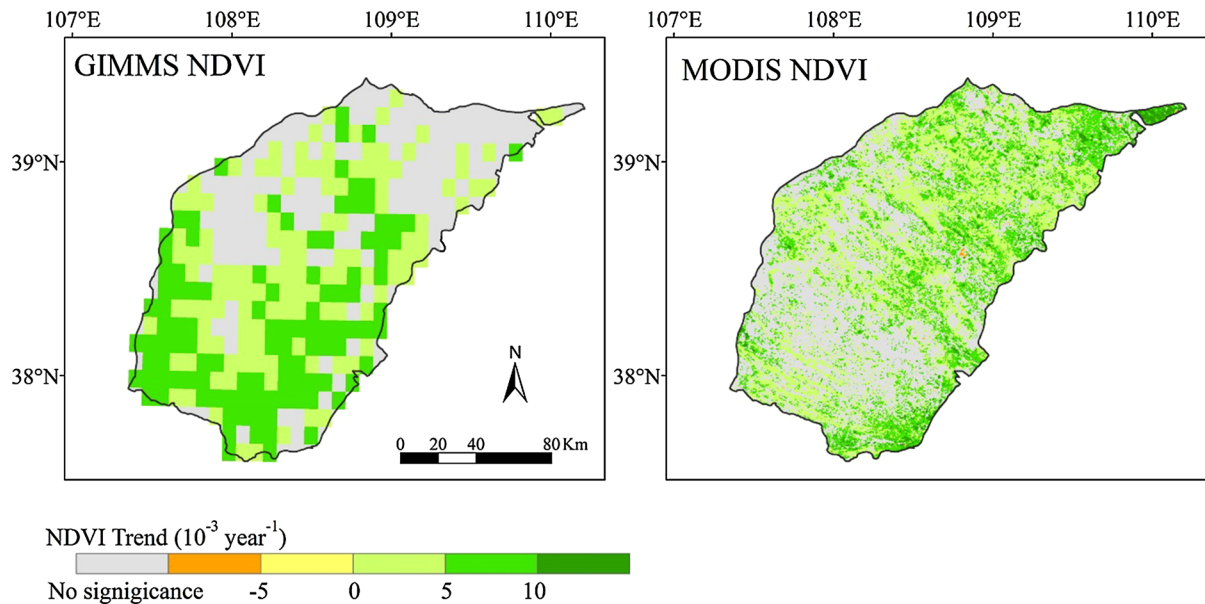 107°E 108°E 109°E 110°E 107°E 108°E 109°E 110°E
GIMMS NDVI MODIS NDVI
39°N 39°N
38°N 38°N
N
0 20 40 80 Km
NDVI Trend (10⁻³ year⁻¹)
No signigicance -5 0 5 10